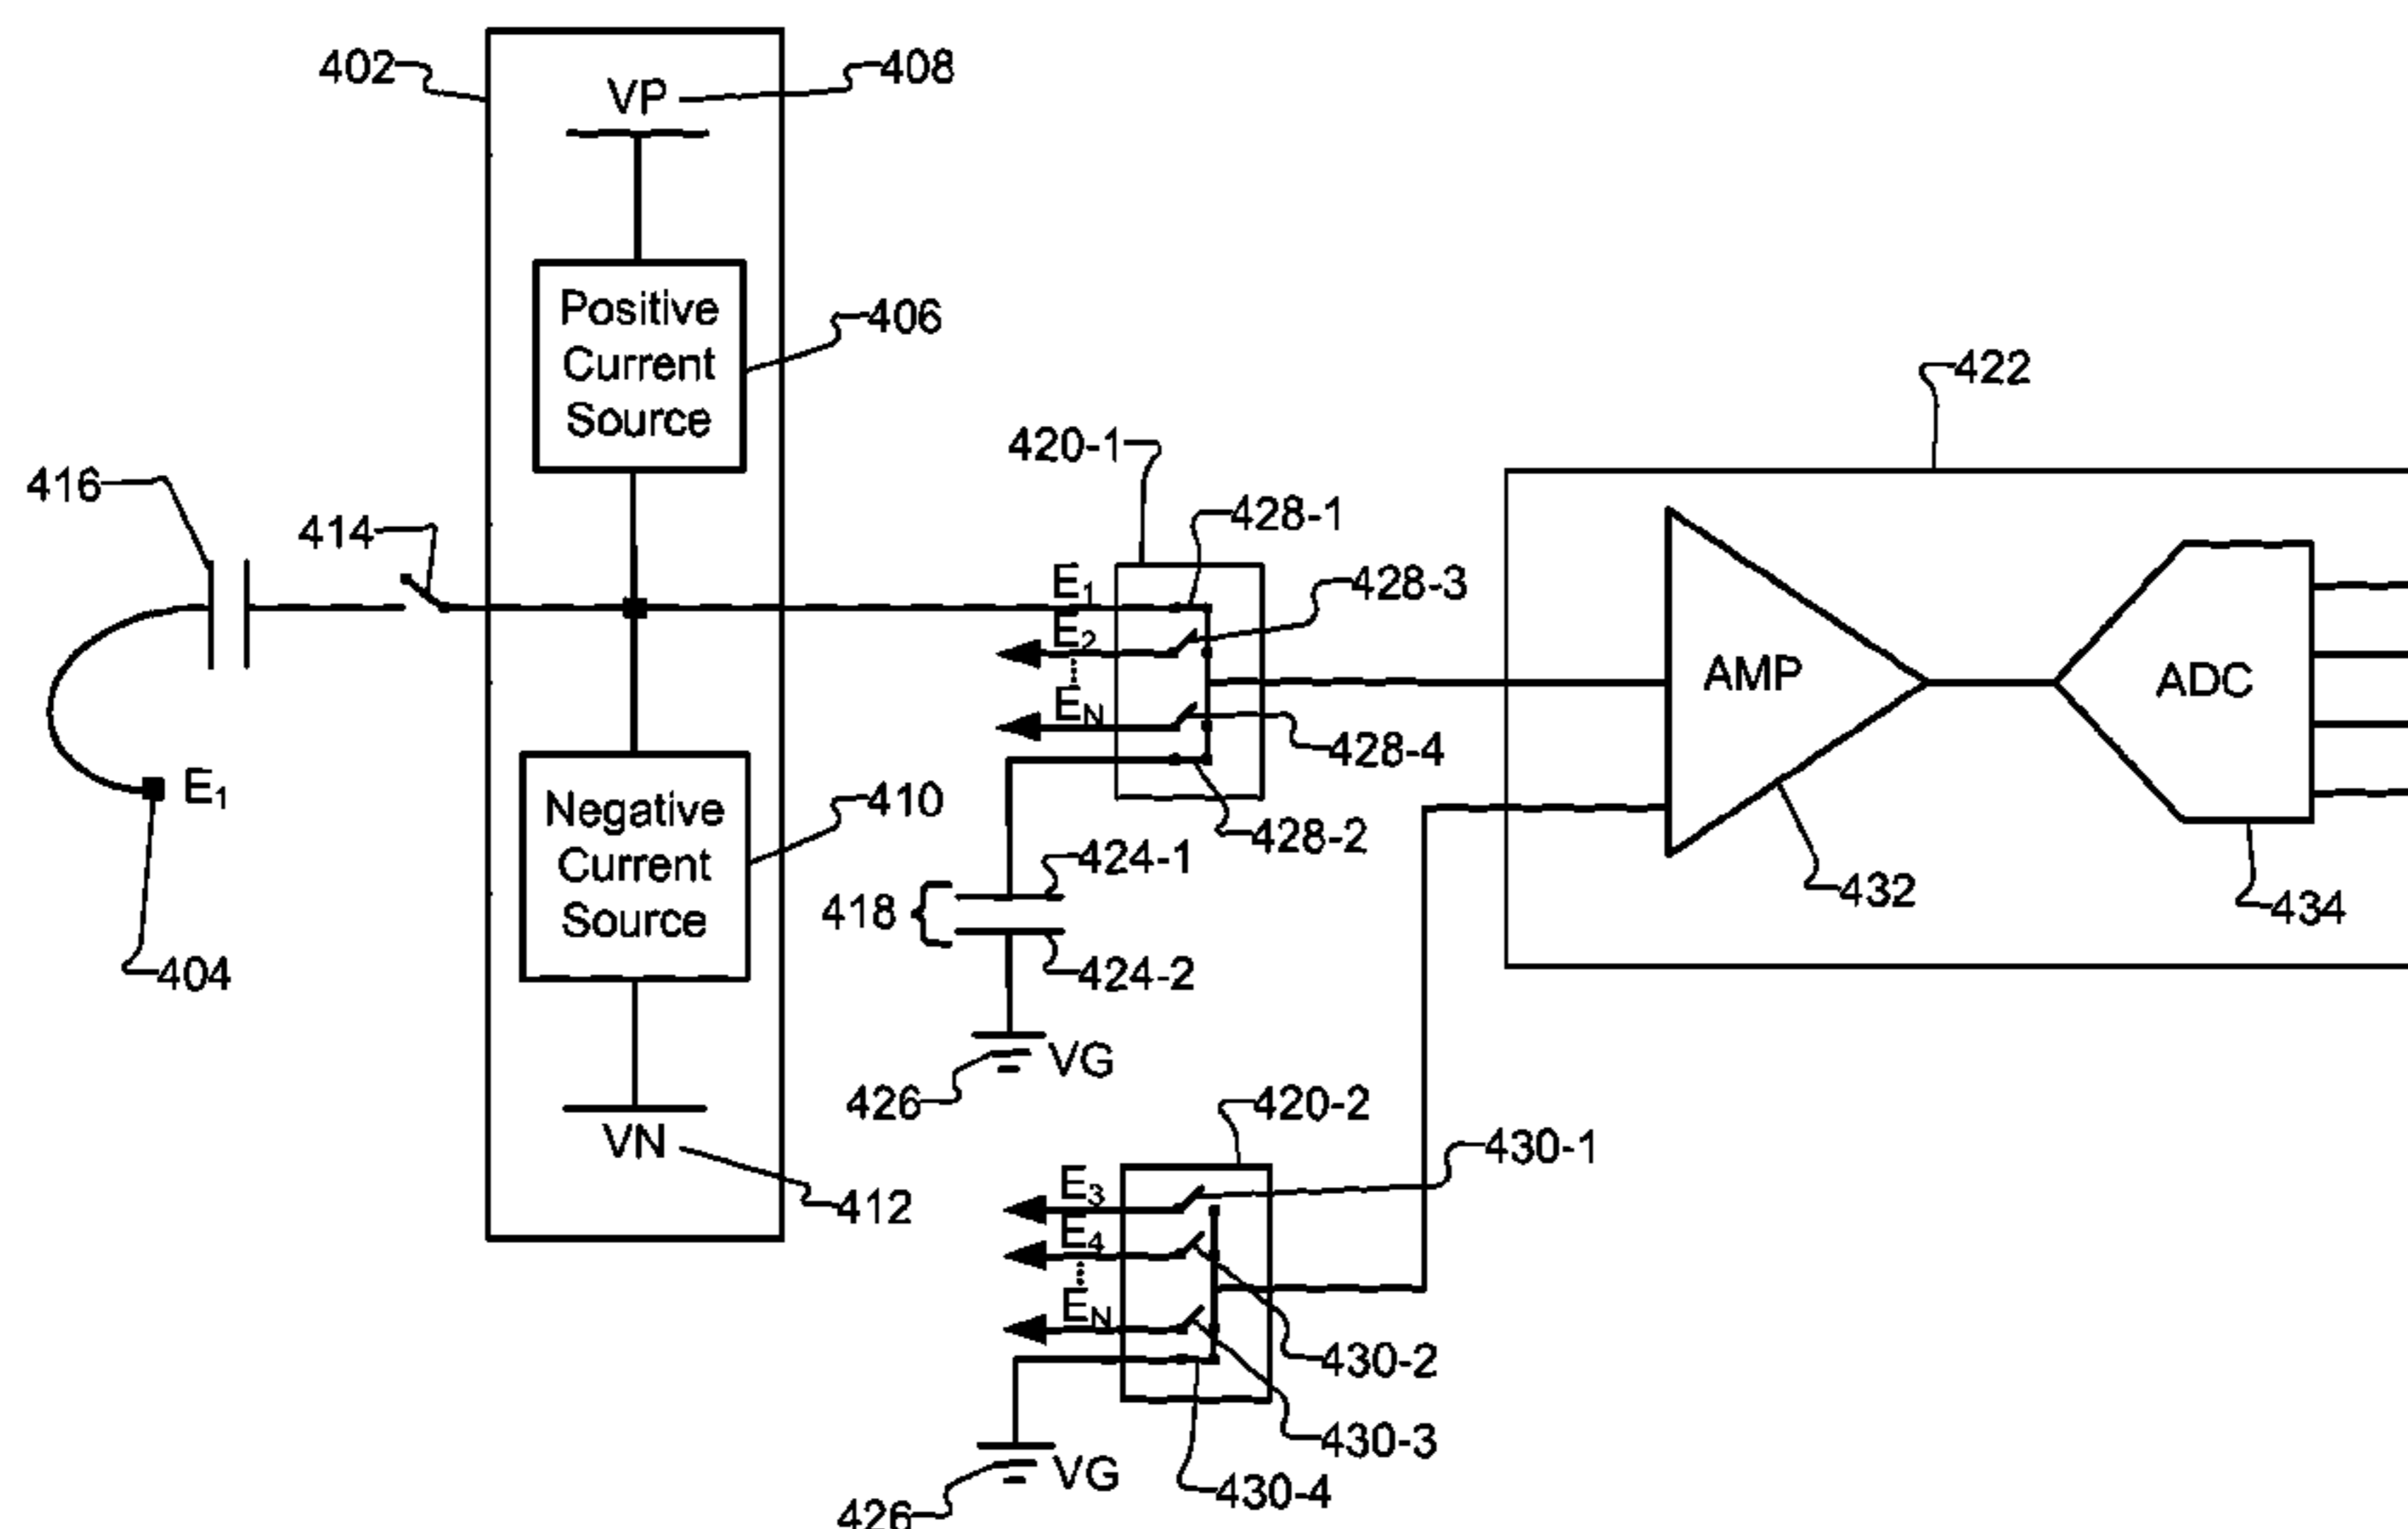 402
VP
408
Positive
Current
Source
406
422
420-1
416
414
428-1
E1
428-3
E2
AMP
ADC
EN
428-4
E1
Negative
Current
Source
410
428-2
424-1
418
432
434
404
424-2
VG
426
420-2
VN
430-1
412
E3
E4
EN
430-2
430-3
VG
430-4
426